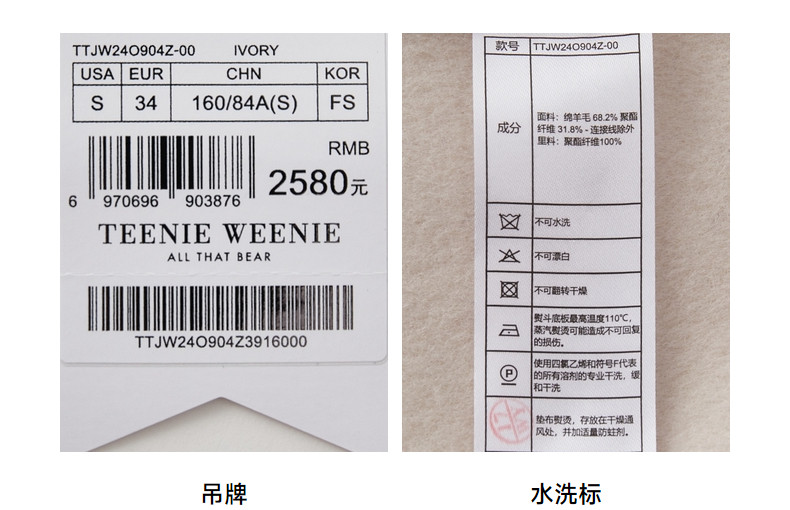 TTJW24O904Z-00 IVORY
USA EUR CHN KOR
S 34 160/84A(S) FS
RMB
2580元
6 970696 903876
TEENIE WEENIE
ALL THAT BEAR
TTJW24O904Z3916000
吊牌
款号 TTJW24O904Z-00
成分
面料：绵羊毛 68.2% 聚酯
纤维 31.8% - 连接线除外
里料：聚酯纤维100%
不可水洗
不可漂白
不可翻转干燥
熨斗底板最高温度110℃，
蒸汽熨烫可能造成不可回复
的损伤。
P
使用四氯乙烯和符号F代表
的所有溶剂的专业干洗，缓
和干洗
垫布熨烫，存放在干燥通
风处，并加适量防蛀剂。
水洗标